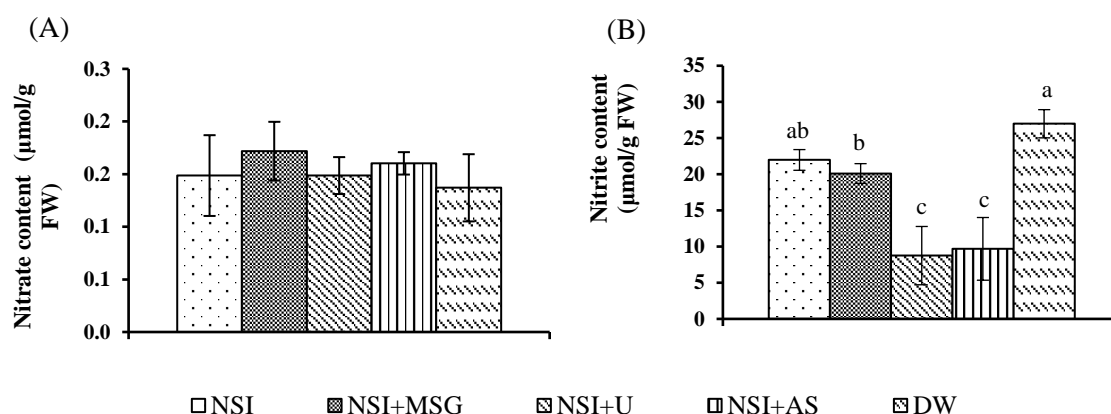 (A)
Nitrate content (µmol/g
FW)
0.3
0.2
0.2
0.1
0.1
0.0
(B)
Nitrite content
(µmol/g FW)
35
30
25
20
15
10
5
0
ab
b
c
c
a
NSI
NSI+MSG
NSI+U
NSI+AS
DW